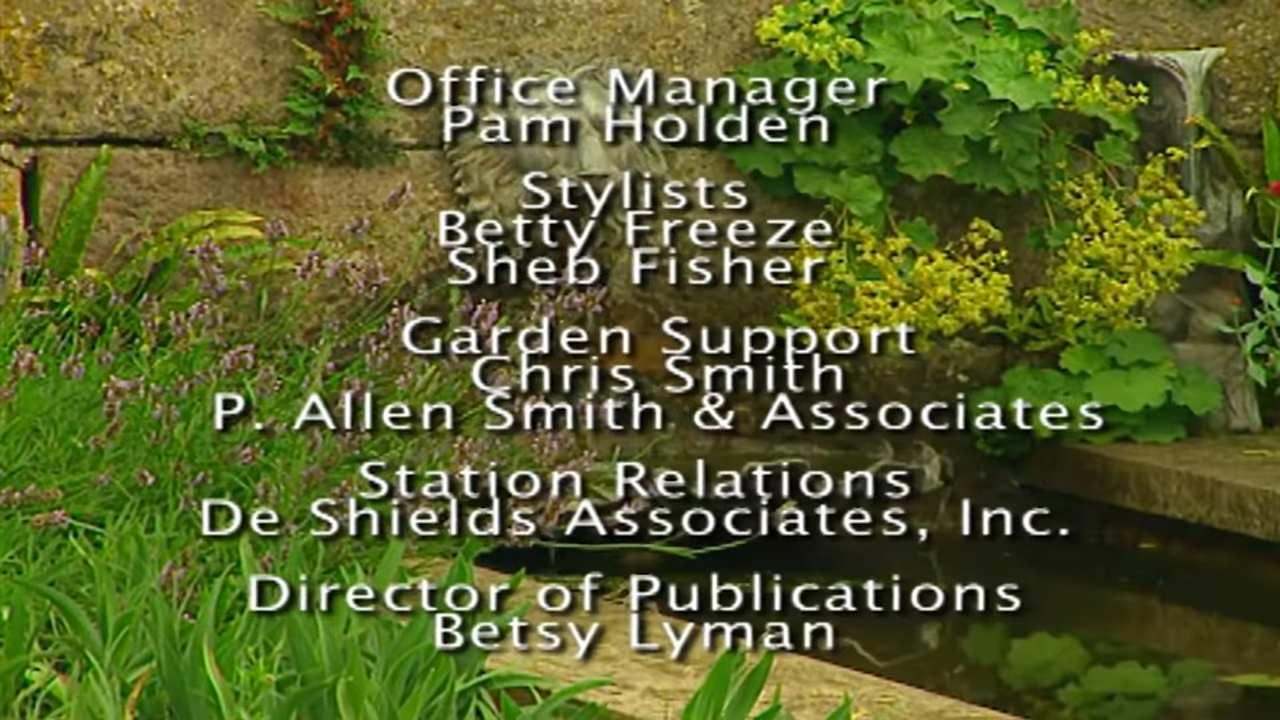 Office Manager
Pam Holden
Stylists
Betty Freeze
Sheb Fisher
Garden Support
Chris Smith
P. Allen Smith & Associates
Station Relations
De Shields Associates, Inc.
Director of Publications
Betsy Lyman